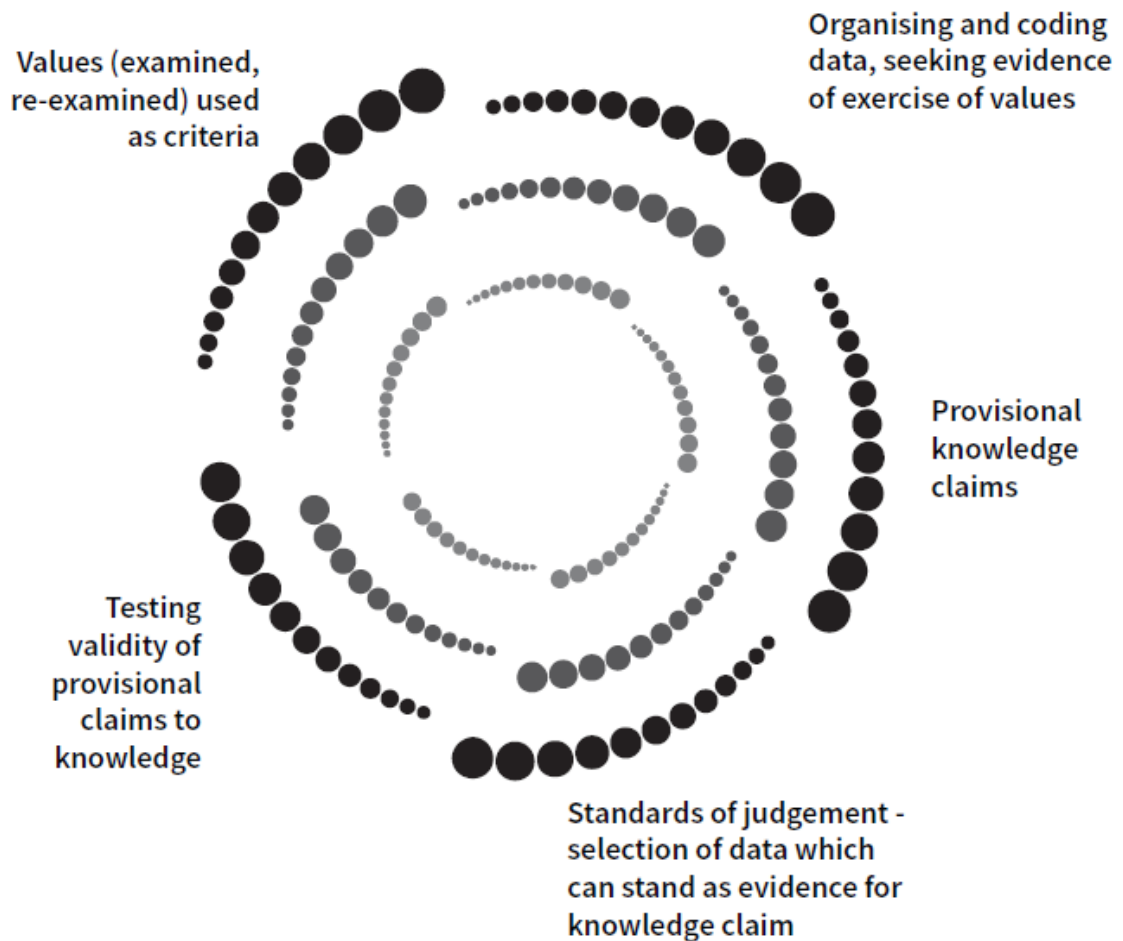 Values (examined,
re-examined) used
as criteria
Organising and coding
data, seeking evidence
of exercise of values
Provisional
knowledge
claims
Standards of judgement -
selection of data which
can stand as evidence for
knowledge claim
Testing
validity of
provisional
claims to
knowledge